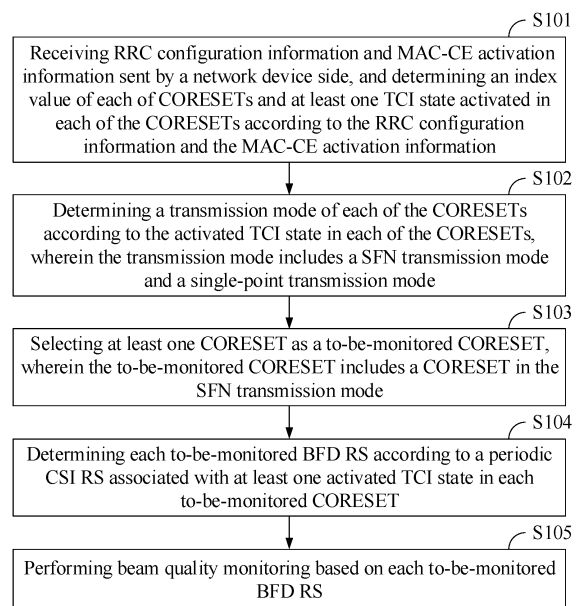 S101
Receiving RRC configuration information and MAC-CE activation
information sent by a network device side, and determining an index
value of each of CORESETs and at least one TCI state activated in
each of the CORESETs according to the RRC configuration
information and the MAC-CE activation information
S102
Determining a transmission mode of each of the CORESETs
according to the activated TCI state in each of the CORESETs,
wherein the transmission mode includes a SFN transmission mode
and a single-point transmission mode
S103
Selecting at least one CORESET as a to-be-monitored CORESET,
wherein the to-be-monitored CORESET includes a CORESET in the
SFN transmission mode
S104
Determining each to-be-monitored BFD RS according to a periodic
CSI RS associated with at least one activated TCI state in each
to-be-monitored CORESET
S105
Performing beam quality monitoring based on each to-be-monitored
BFD RS